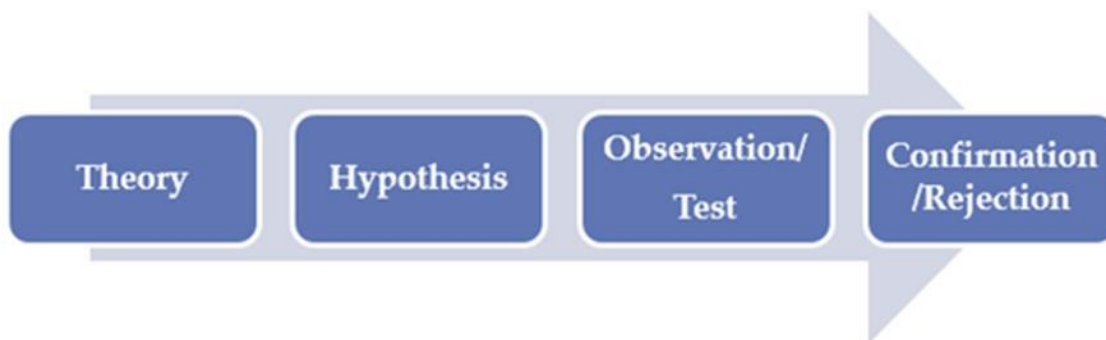 Theory
Hypothesis
Observation/
Test
Confirmation
/Rejection